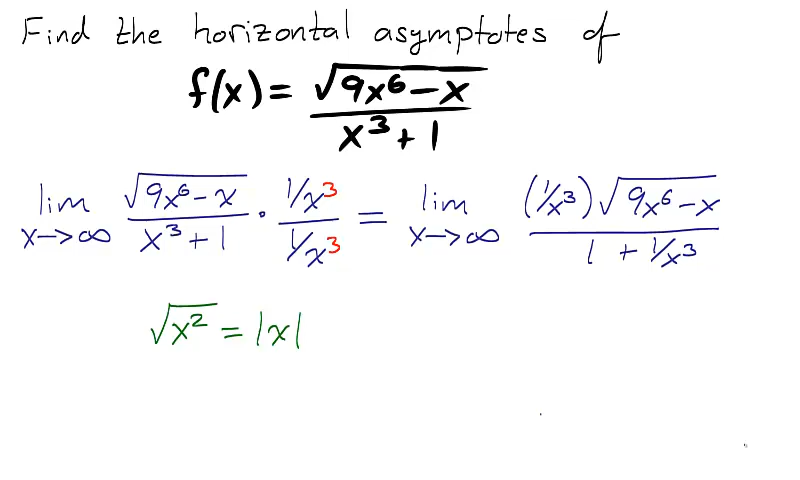 Find the horizontal asymptotes of
f(x) = √(9x⁶ − x) / (x³ + 1)
lim x→∞ √(9x⁶ − x) / (x³ + 1) · (1/x³) / (1/x³) = lim x→∞ (1/x³) √(9x⁶ − x) / (1 + 1/x³)
√(x²) = |x|